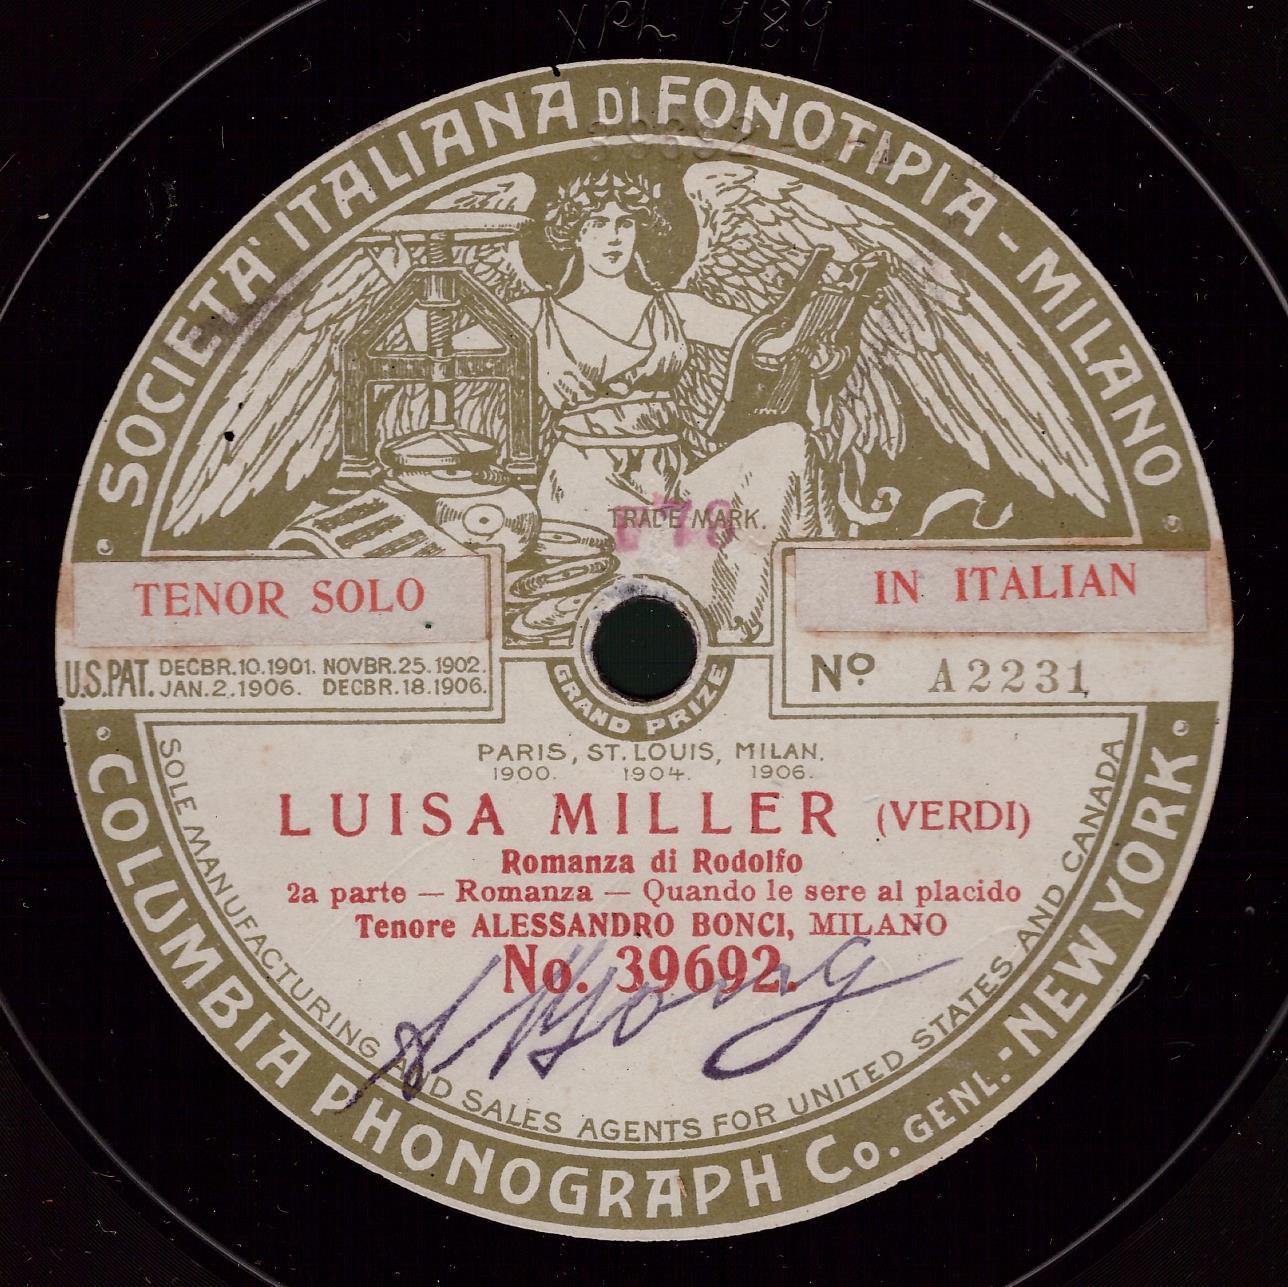 XPh 1989
SOCIETA' ITALIANA DI FONOTIPIA - MILANO
39692
TRADE MARK.
TENOR SOLO
IN ITALIAN
U.S.PAT. DECBR.10.1901. NOVBR.25.1902.
JAN.2.1906. DECBR.18.1906.
No. A2231
GRAND PRIZE
PARIS, ST. LOUIS, MILAN.
1900. 1904. 1906.
LUISA MILLER (VERDI)
Romanza di Rodolfo
2a parte — Romanza — Quando le sere al placido
Tenore ALESSANDRO BONCI, MILANO
No. 39692.
SOLE MANUFACTURING AND SALES AGENTS FOR UNITED STATES AND CANADA
COLUMBIA PHONOGRAPH Co. GENL.-NEW YORK.